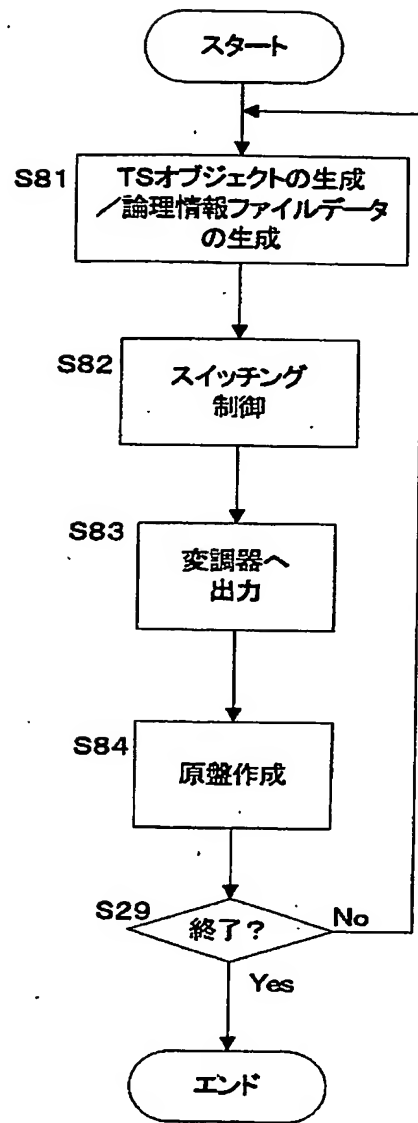 スタート
S81
TSオブジェクトの生成
／論理情報ファイルデータ
の生成
S82
スイッチング
制御
S83
変調器へ
出力
S84
原盤作成
S29
終了？
No
Yes
エンド